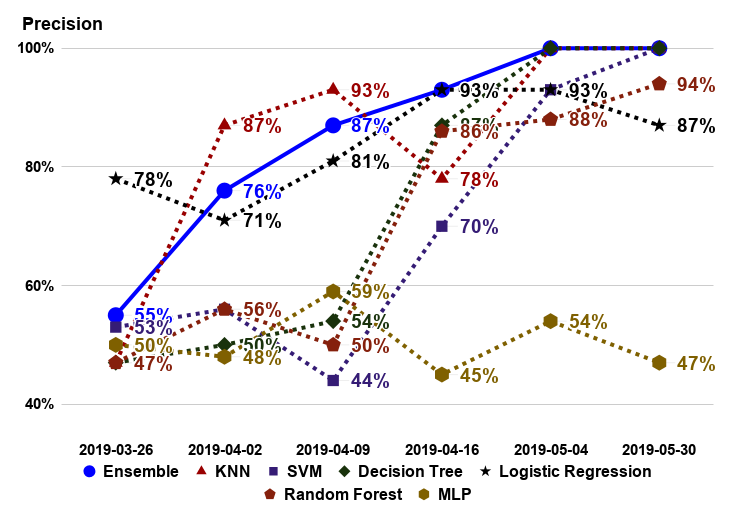 Precision
100%
93% 93% 93% 94%
87% 87% 87% 86% 88% 87%
80%
78% 81% 78%
76%
71% 70%
60%
55% 56% 59%
53% 54% 54%
50% 50% 50%
47% 48% 44% 45% 47%
40%
2019-03-26 2019-04-02 2019-04-09 2019-04-16 2019-05-04 2019-05-30
Ensemble KNN SVM Decision Tree Logistic Regression
Random Forest MLP